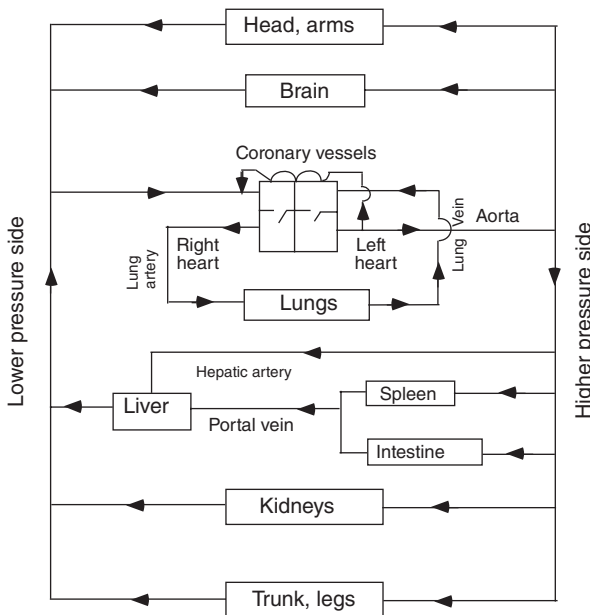 Head, arms
Brain
Coronary vessels
Lung Vein
Aorta
Right
heart
Left
heart
Lung
artery
Lungs
Lower pressure side
Higher pressure side
Hepatic artery
Liver
Portal vein
Spleen
Intestine
Kidneys
Trunk, legs